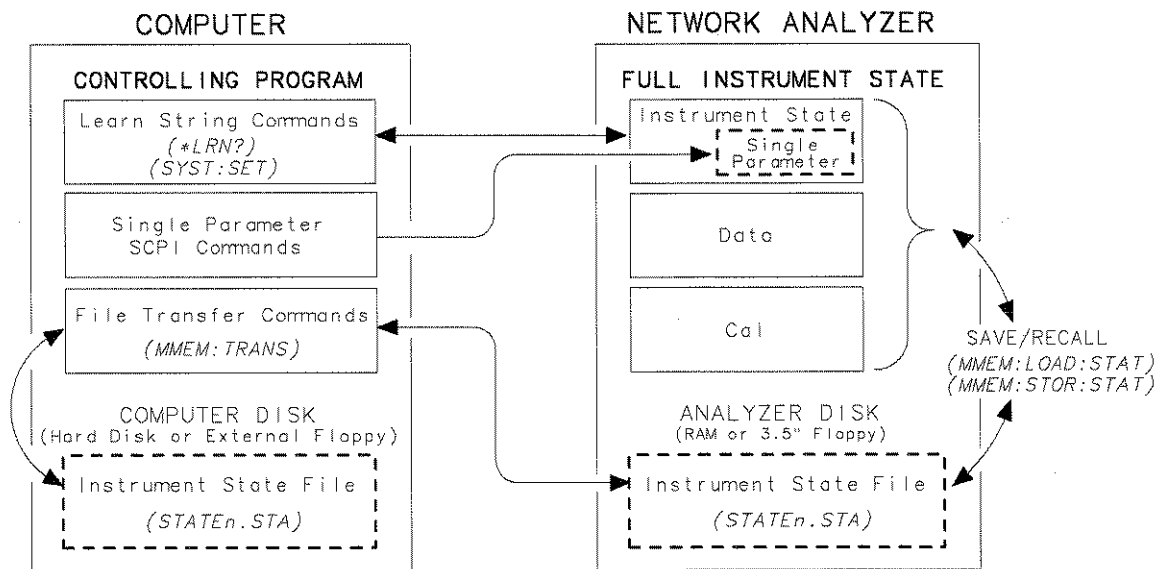 COMPUTER
CONTROLLING PROGRAM
Learn String Commands
(*LRN?)
(SYST:SET)
Single Parameter
SCPI Commands
File Transfer Commands
(MMEM:TRANS)
COMPUTER DISK
(Hard Disk or External Floppy)
Instrument State File
(STATEn.STA)
NETWORK ANALYZER
FULL INSTRUMENT STATE
Instrument State
Single
Parameter
Data
Cal
ANALYZER DISK
(RAM or 3.5" Floppy)
Instrument State File
(STATEn.STA)
SAVE/RECALL
(MMEM:LOAD:STAT)
(MMEM:STOR:STAT)